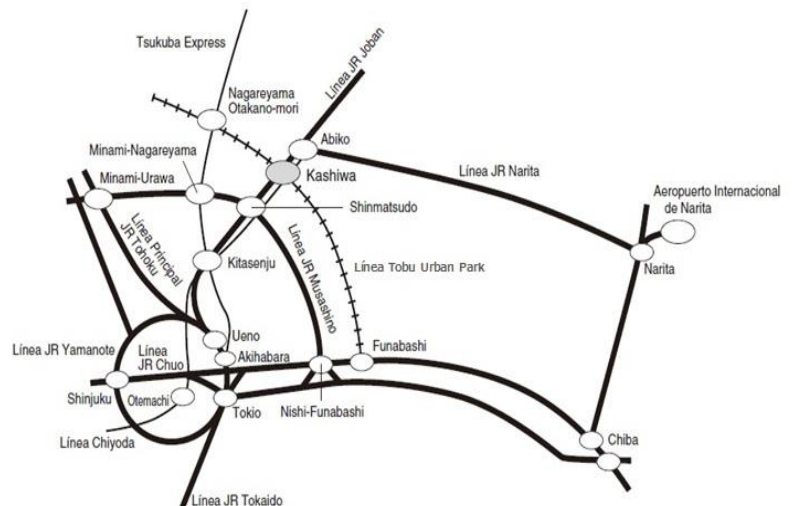 Tsukuba Express
Línea JR Joban
Nagareyama
Otakano-mori
Abiko
Minami-Nagareyama
Kashiwa
Línea JR Narita
Minami-Urawa
Aeropuerto Internacional
de Narita
Shinmatsudo
Línea Principal
JR Tohoku
Línea JR Musashino
Kitasenju
Línea Tobu Urban Park
Narita
Ueno
Funabashi
Línea JR Yamanote
Línea
JR Chuo
Akihabara
Shinjuku
Otemachi
Tokio
Nishi-Funabashi
Línea Chiyoda
Chiba
Línea JR Tokaido